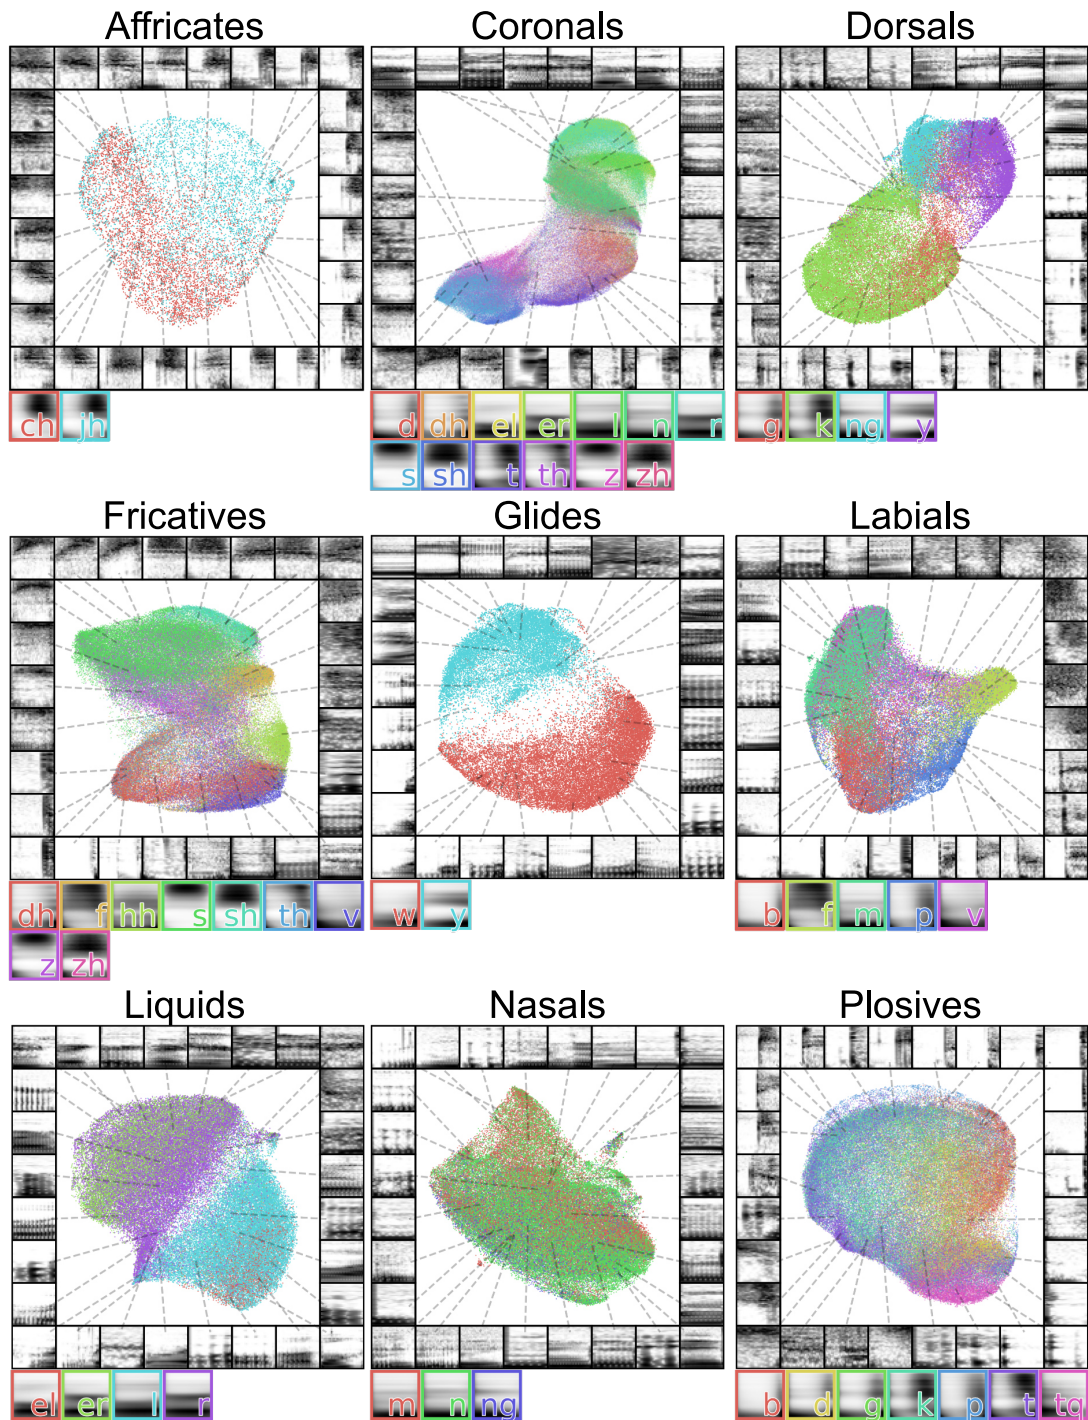 Affricates Coronals Dorsals
ch jh
d dh el er l n r
s sh t th z zh
g k ng y
Fricatives Glides Labials
dh f hh s sh th v
z zh
w y
b f m p v
Liquids Nasals Plosives
el er l r
m n ng
b d g k p t tq